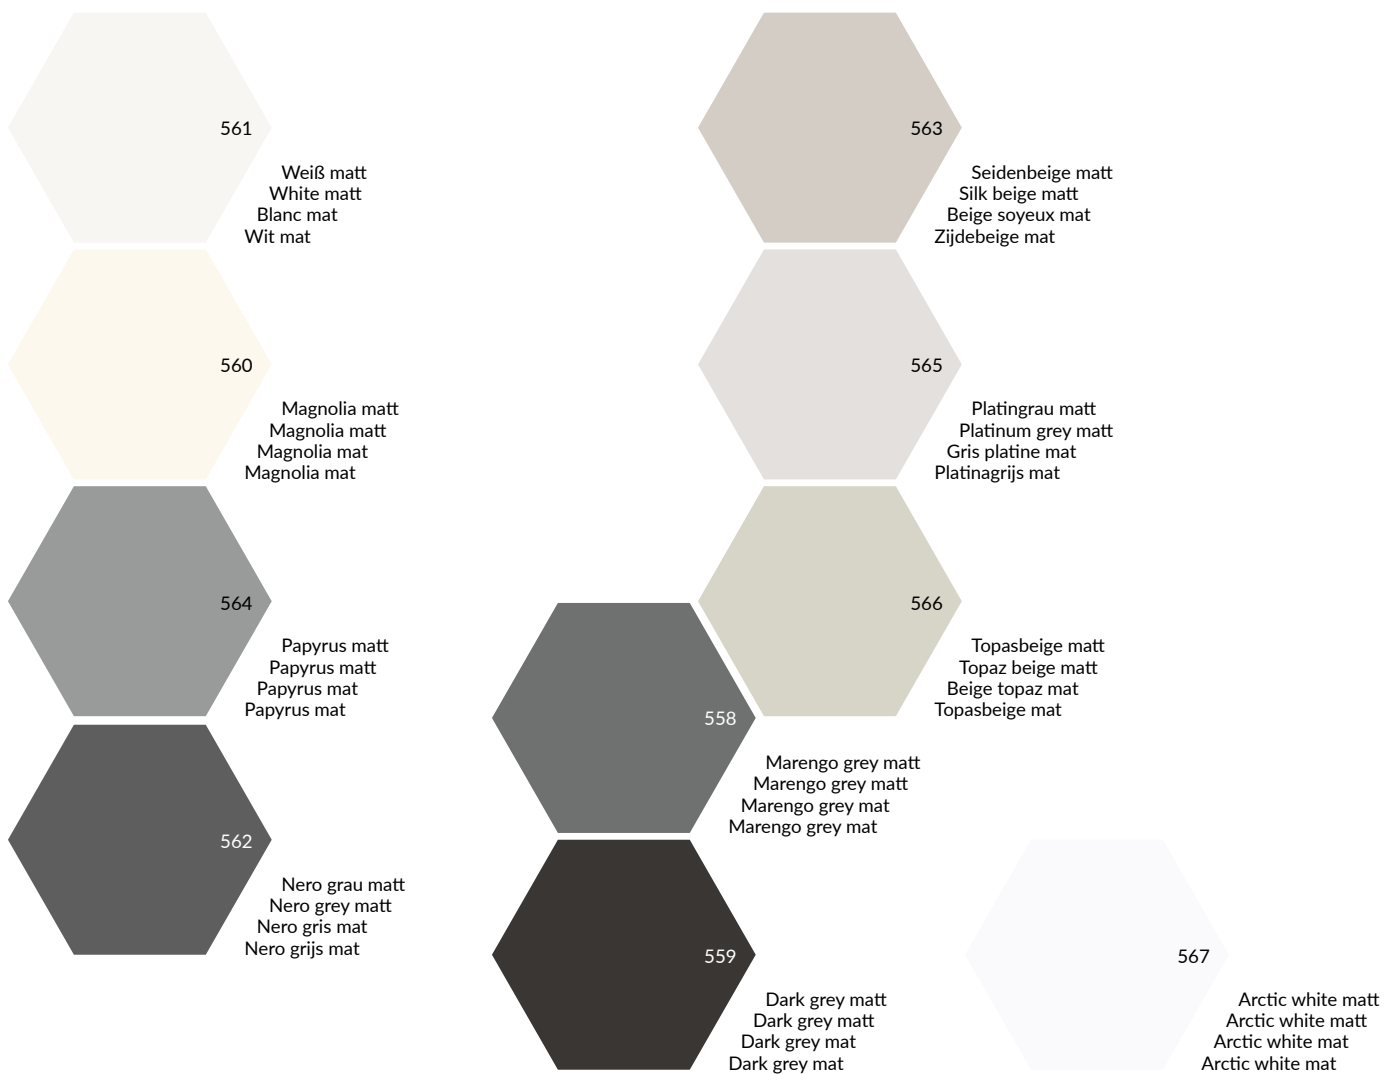 561
Weiß matt
White matt
Blanc mat
Wit mat
560
Magnolia matt
Magnolia matt
Magnolia mat
Magnolia mat
564
Papyrus matt
Papyrus matt
Papyrus mat
Papyrus mat
562
Nero grau matt
Nero grey matt
Nero gris mat
Nero grijs mat
563
Seidenbeige matt
Silk beige matt
Beige soyeux mat
Zijdebeige mat
565
Platingrau matt
Platinum grey matt
Gris platine mat
Platinagrijs mat
566
Topasbeige matt
Topaz beige matt
Beige topaz mat
Topasbeige mat
558
Marengo grey matt
Marengo grey matt
Marengo grey mat
Marengo grey mat
559
Dark grey matt
Dark grey matt
Dark grey mat
Dark grey mat
567
Arctic white matt
Arctic white matt
Arctic white mat
Arctic white mat